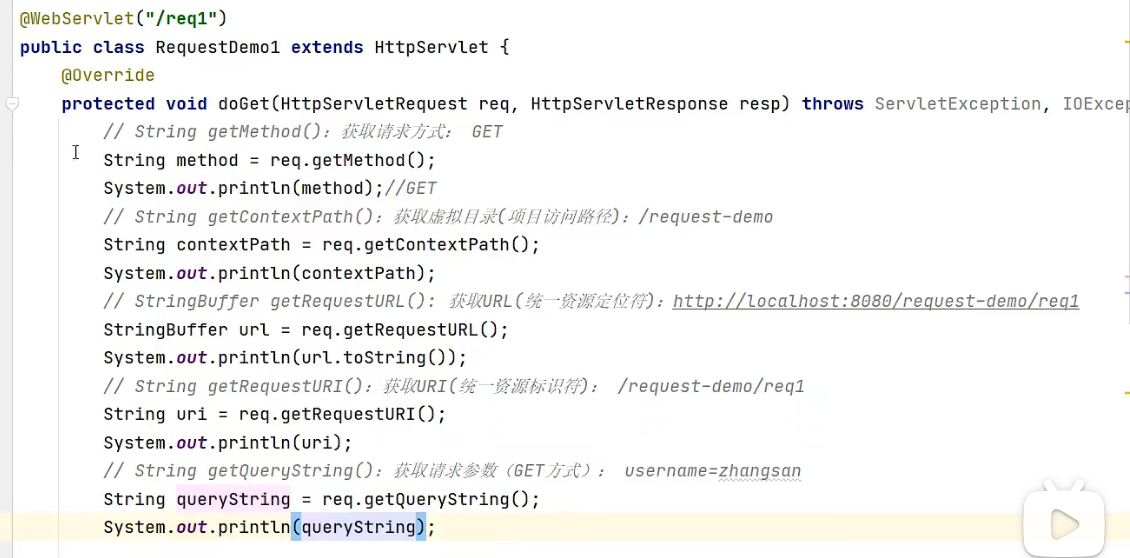 @WebServlet("/req1")
public class RequestDemo1 extends HttpServlet {
@Override
protected void doGet(HttpServletRequest req, HttpServletResponse resp) throws ServletException, IOExcep
// String getMethod()：获取请求方式： GET
String method = req.getMethod();
System.out.println(method);//GET
// String getContextPath()：获取虚拟目录(项目访问路径)：/request-demo
String contextPath = req.getContextPath();
System.out.println(contextPath);
// StringBuffer getRequestURL(): 获取URL(统一资源定位符)：http://localhost:8080/request-demo/req1
StringBuffer url = req.getRequestURL();
System.out.println(url.toString());
// String getRequestURI()：获取URI(统一资源标识符)： /request-demo/req1
String uri = req.getRequestURI();
System.out.println(uri);
// String getQueryString()：获取请求参数（GET方式）： username=zhangsan
String queryString = req.getQueryString();
System.out.println(queryString);